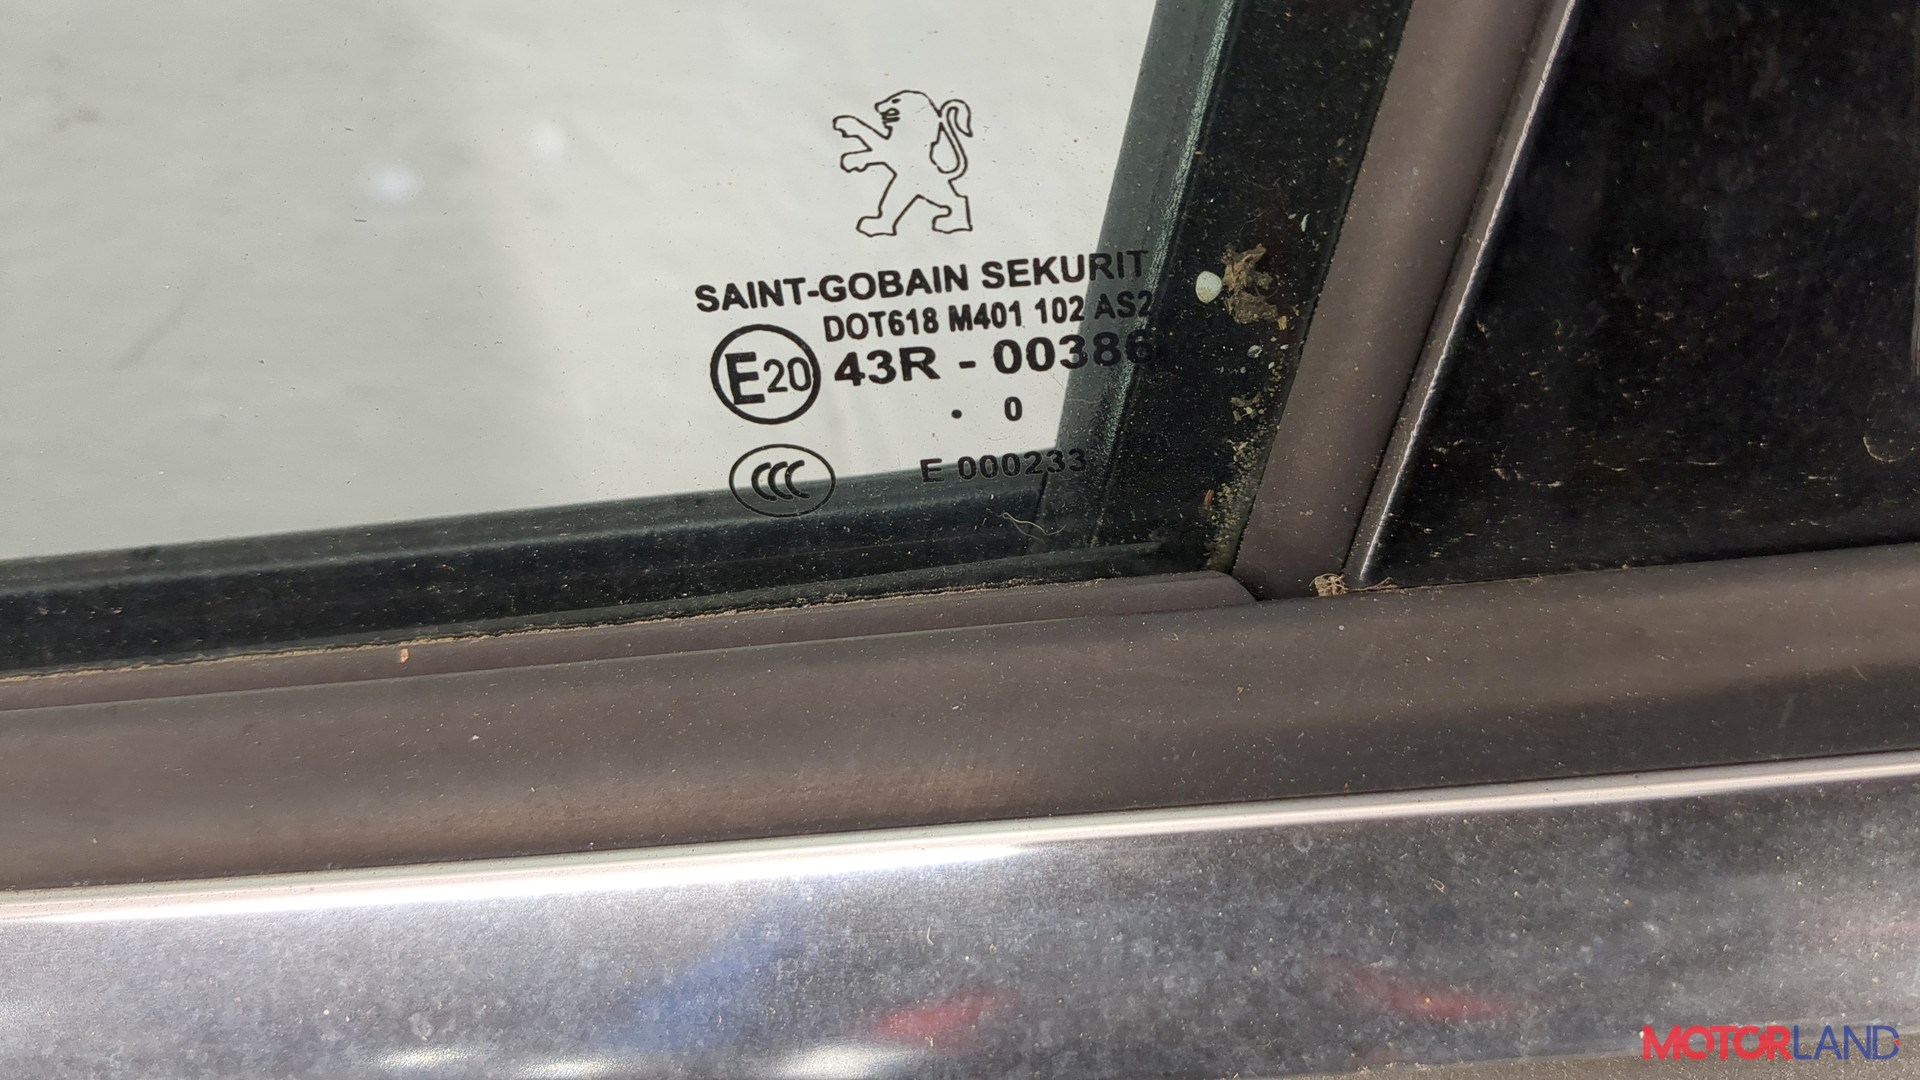 SAINT-GOBAIN SEKURIT
DOT618 M401 102 AS2
E20 43R - 00386
. 0
CCC E 000233
MOTORLAND